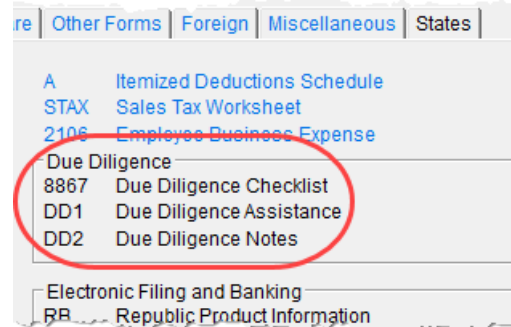 re Other Forms Foreign Miscellaneous States
A Itemized Deductions Schedule
STAX Sales Tax Worksheet
2106 Employee Business Expense
Due Diligence
8867 Due Diligence Checklist
DD1 Due Diligence Assistance
DD2 Due Diligence Notes
Electronic Filing and Banking
RB Republic Product Information